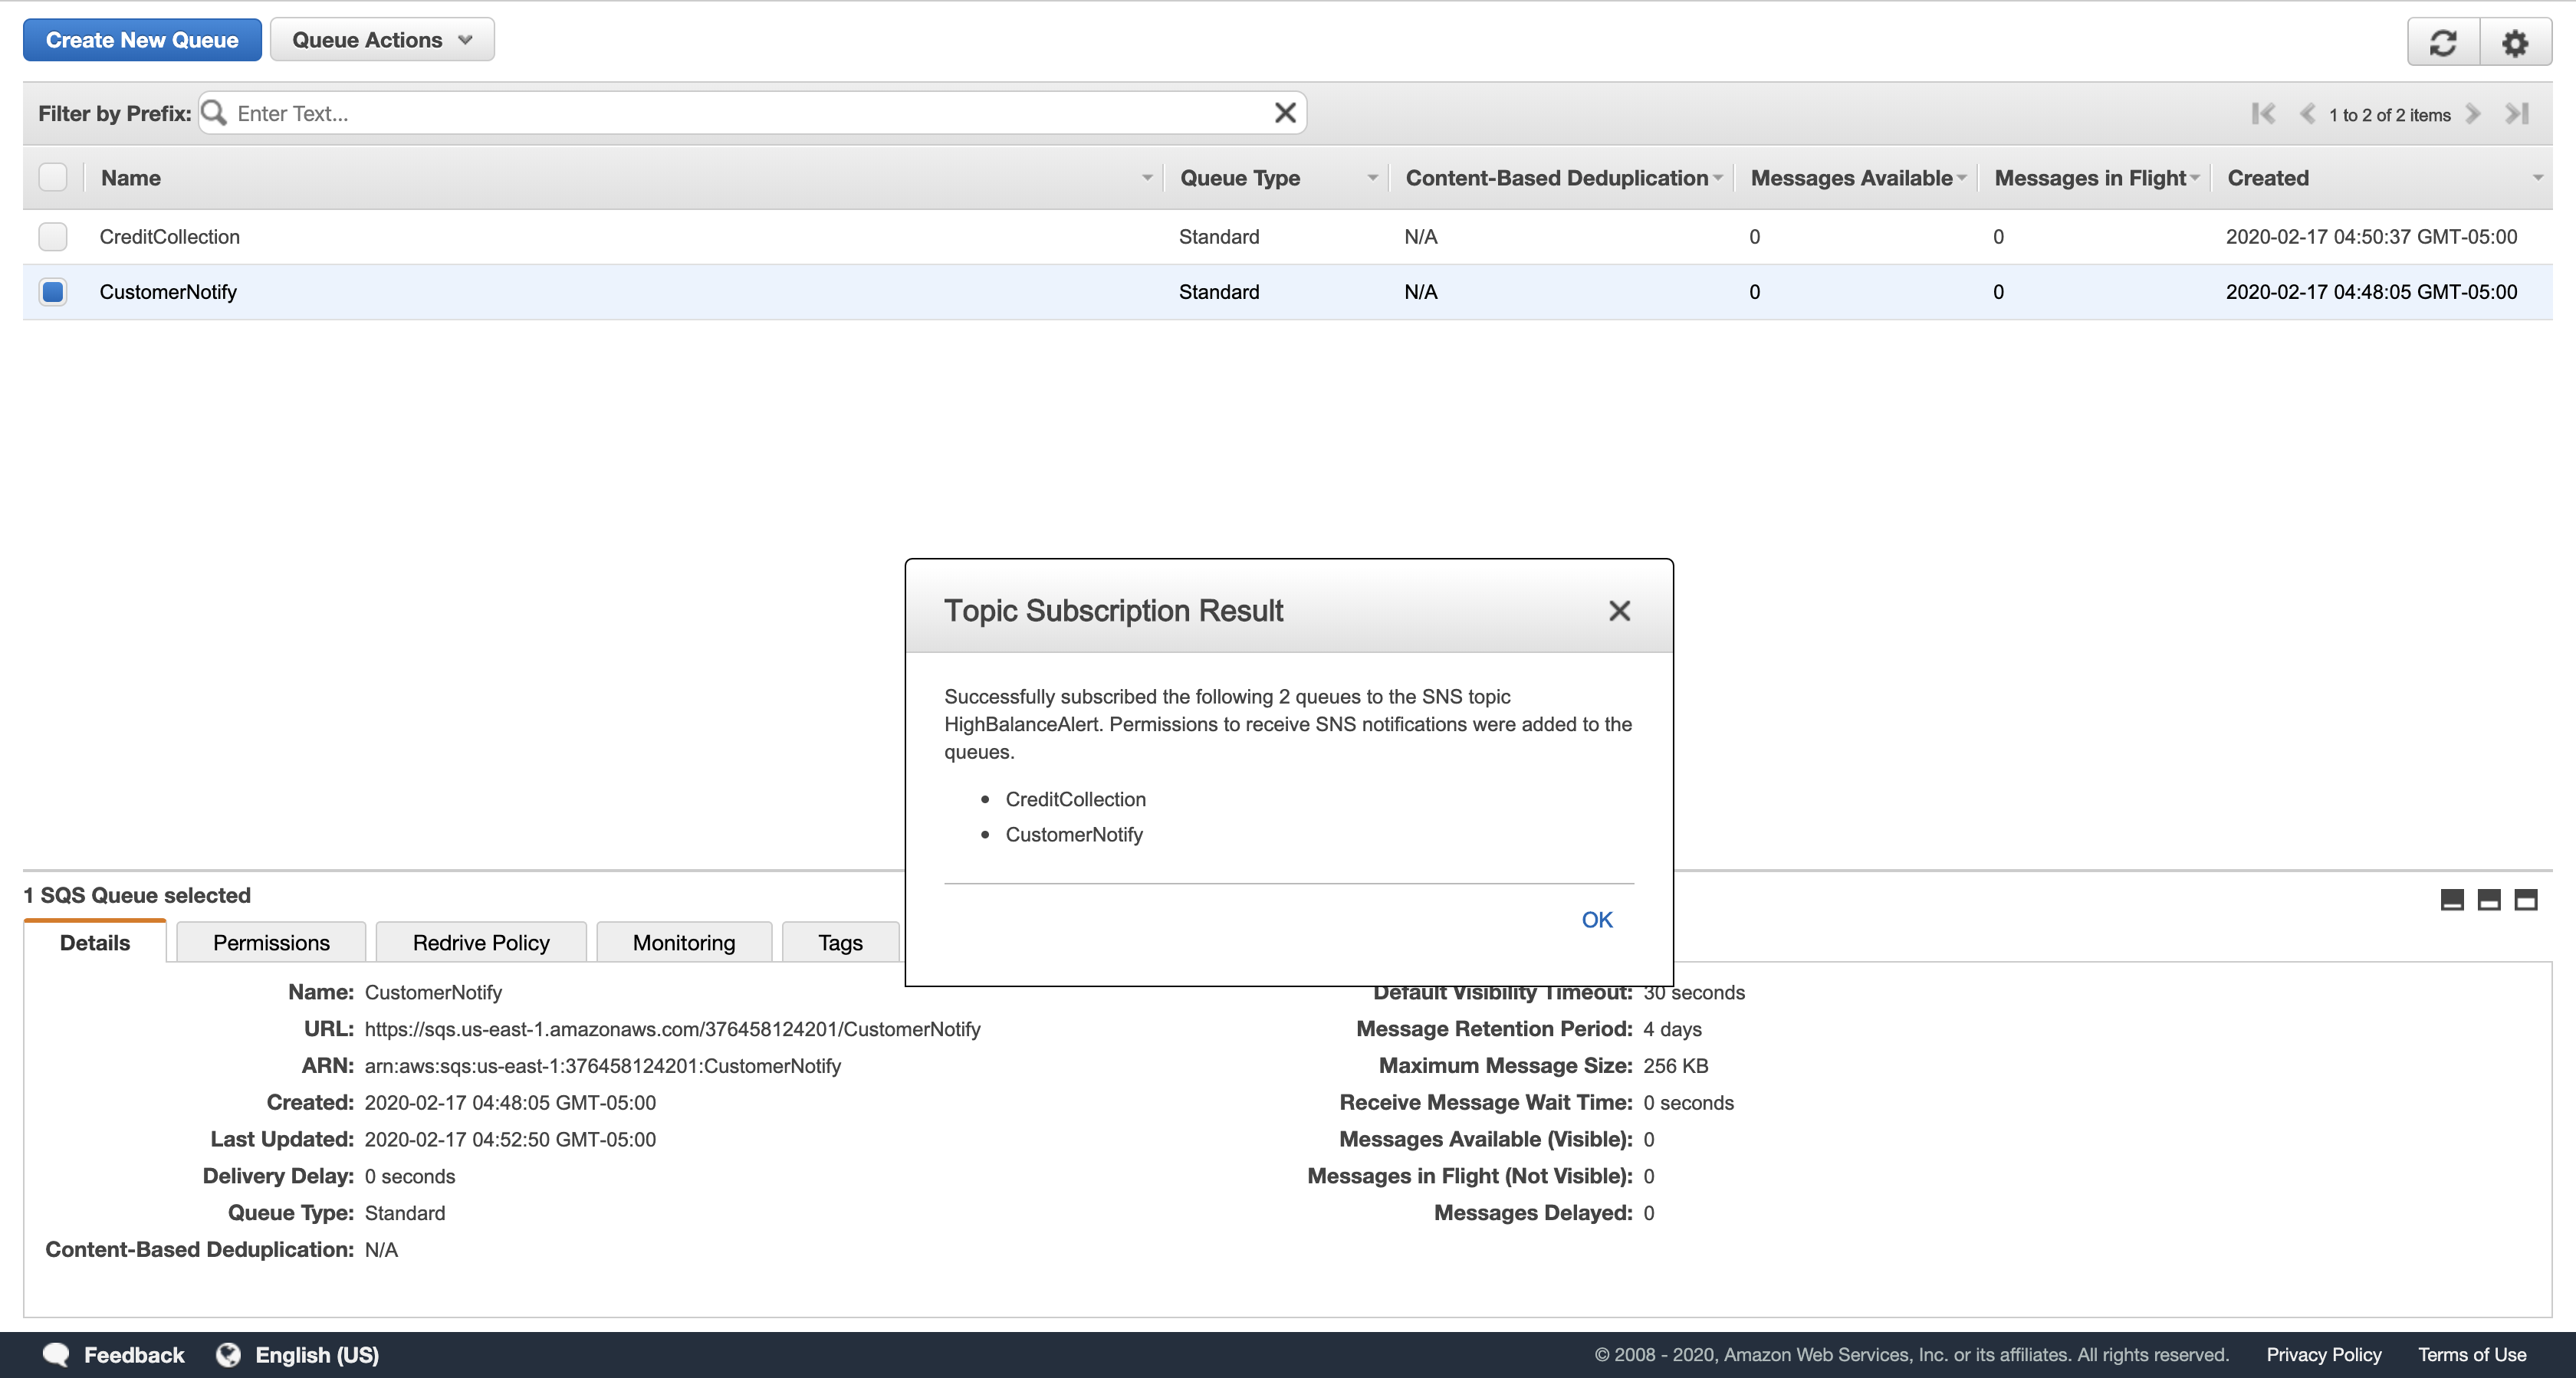 Create New Queue Queue Actions
Filter by Prefix: Enter Text... 1 to 2 of 2 items
Name Queue Type Content-Based Deduplication Messages Available Messages in Flight Created
CreditCollection Standard N/A 0 0 2020-02-17 04:50:37 GMT-05:00
CustomerNotify Standard N/A 0 0 2020-02-17 04:48:05 GMT-05:00
Topic Subscription Result
Successfully subscribed the following 2 queues to the SNS topic
HighBalanceAlert. Permissions to receive SNS notifications were added to the
queues.
• CreditCollection
• CustomerNotify
OK
1 SQS Queue selected
Details Permissions Redrive Policy Monitoring Tags
Name: CustomerNotify
URL: https://sqs.us-east-1.amazonaws.com/376458124201/CustomerNotify
ARN: arn:aws:sqs:us-east-1:376458124201:CustomerNotify
Created: 2020-02-17 04:48:05 GMT-05:00
Last Updated: 2020-02-17 04:52:50 GMT-05:00
Delivery Delay: 0 seconds
Queue Type: Standard
Content-Based Deduplication: N/A
Default Visibility Timeout: 30 seconds
Message Retention Period: 4 days
Maximum Message Size: 256 KB
Receive Message Wait Time: 0 seconds
Messages Available (Visible): 0
Messages in Flight (Not Visible): 0
Messages Delayed: 0
Feedback English (US) © 2008 - 2020, Amazon Web Services, Inc. or its affiliates. All rights reserved. Privacy Policy Terms of Use